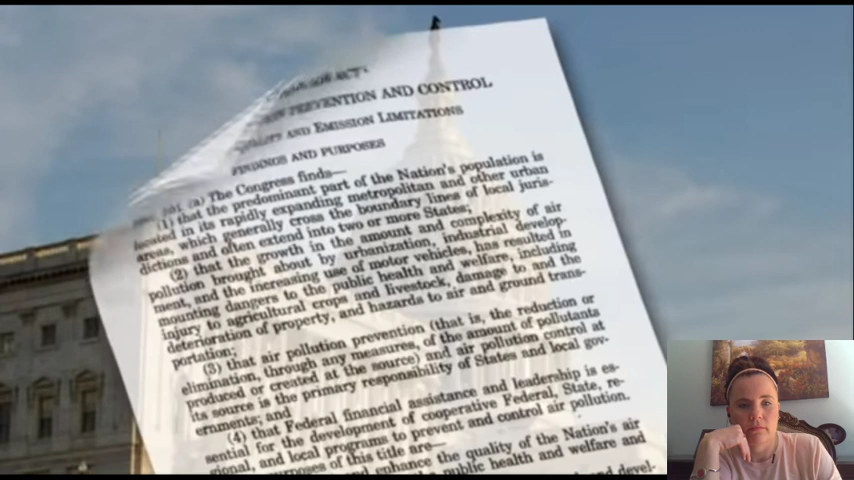 PREVENTION AND CONTROL
AND EMISSION LIMITATIONS
FINDINGS AND PURPOSES
101 (a) The Congress finds—
(1) that the predominant part of the Nation's population is
located in its rapidly expanding metropolitan and other urban
areas, which generally cross the boundary lines of local juris-
dictions and often extend into two or more States;
(2) that the growth in the amount and complexity of air
pollution brought about by urbanization, industrial develop-
ment, and the increasing use of motor vehicles, has resulted in
mounting dangers to the public health and welfare, including
injury to agricultural crops and livestock, damage to and the
deterioration of property, and hazards to air and ground trans-
portation;
(3) that air pollution prevention (that is, the reduction or
elimination, through any measures, of the amount of pollutants
produced or created at the source) and air pollution control at
its source is the primary responsibility of States and local gov-
ernments; and
(4) that Federal financial assistance and leadership is es-
sential for the development of cooperative Federal, State, re-
gional, and local programs to prevent and control air pollution.
purposes of this title are—
enhance the quality of the Nation's air
public health and welfare and
devel-